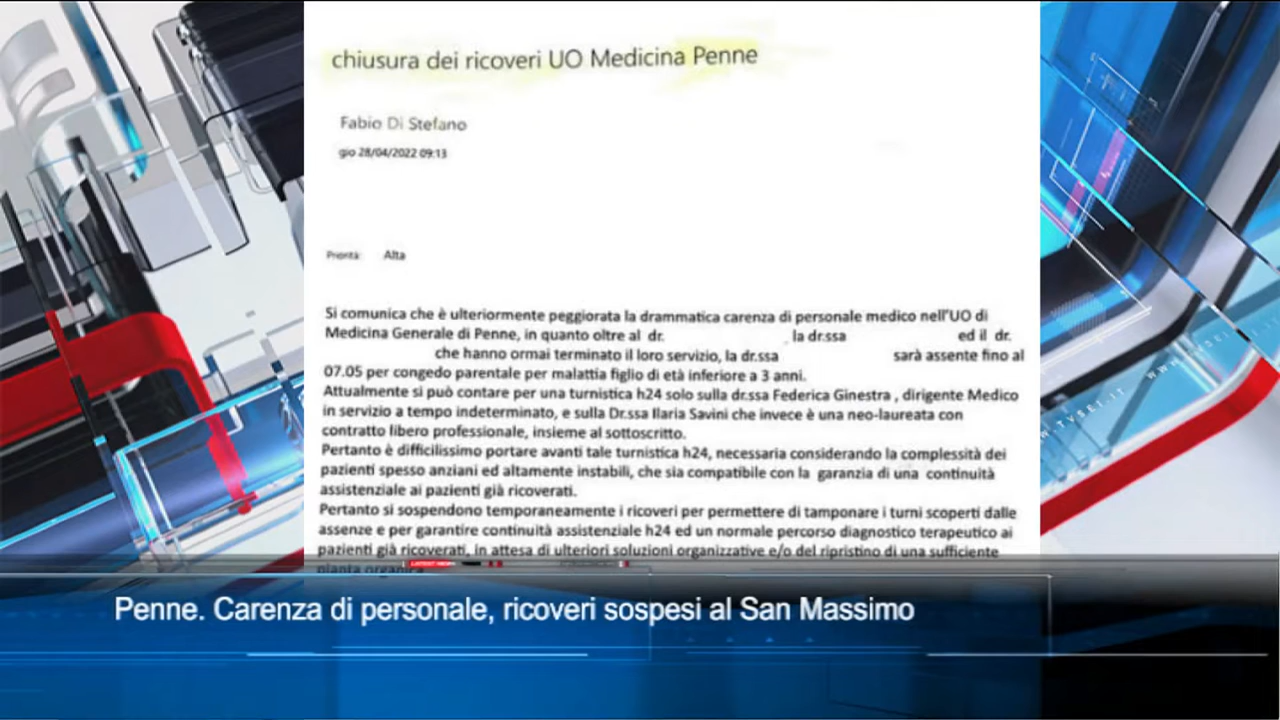 chiusura dei ricoveri UO Medicina Penne
Fabio Di Stefano
gio 28/04/2022 09:13
Priorità: Alta
Si comunica che è ulteriormente peggiorata la drammatica carenza di personale medico nell'UO di
Medicina Generale di Penne, in quanto oltre al dr. la dr.ssa ed il dr.
che hanno ormai terminato il loro servizio, la dr.ssa sarà assente fino al
07.05 per congedo parentale per malattia figlio di età inferiore a 3 anni.
Attualmente si può contare per una turnistica h24 solo sulla dr.ssa Federica Ginestra , dirigente Medico
in servizio a tempo indeterminato, e sulla Dr.ssa Ilaria Savini che invece è una neo-laureata con
contratto libero professionale, insieme al sottoscritto.
Pertanto è difficilissimo portare avanti tale turnistica h24, necessaria considerando la complessità dei
pazienti spesso anziani ed altamente instabili, che sia compatibile con la garanzia di una continuità
assistenziale ai pazienti già ricoverati.
Pertanto si sospendono temporaneamente i ricoveri per permettere di tamponare i turni scoperti dalle
assenze e per garantire continuità assistenziale h24 ed un normale percorso diagnostico terapeutico ai
pazienti già ricoverati, in attesa di ulteriori soluzioni organizzative e/o del ripristino di una sufficiente
pianta organica
LATEST NEWS
Penne. Carenza di personale, ricoveri sospesi al San Massimo
WWW.TVSEI.IT